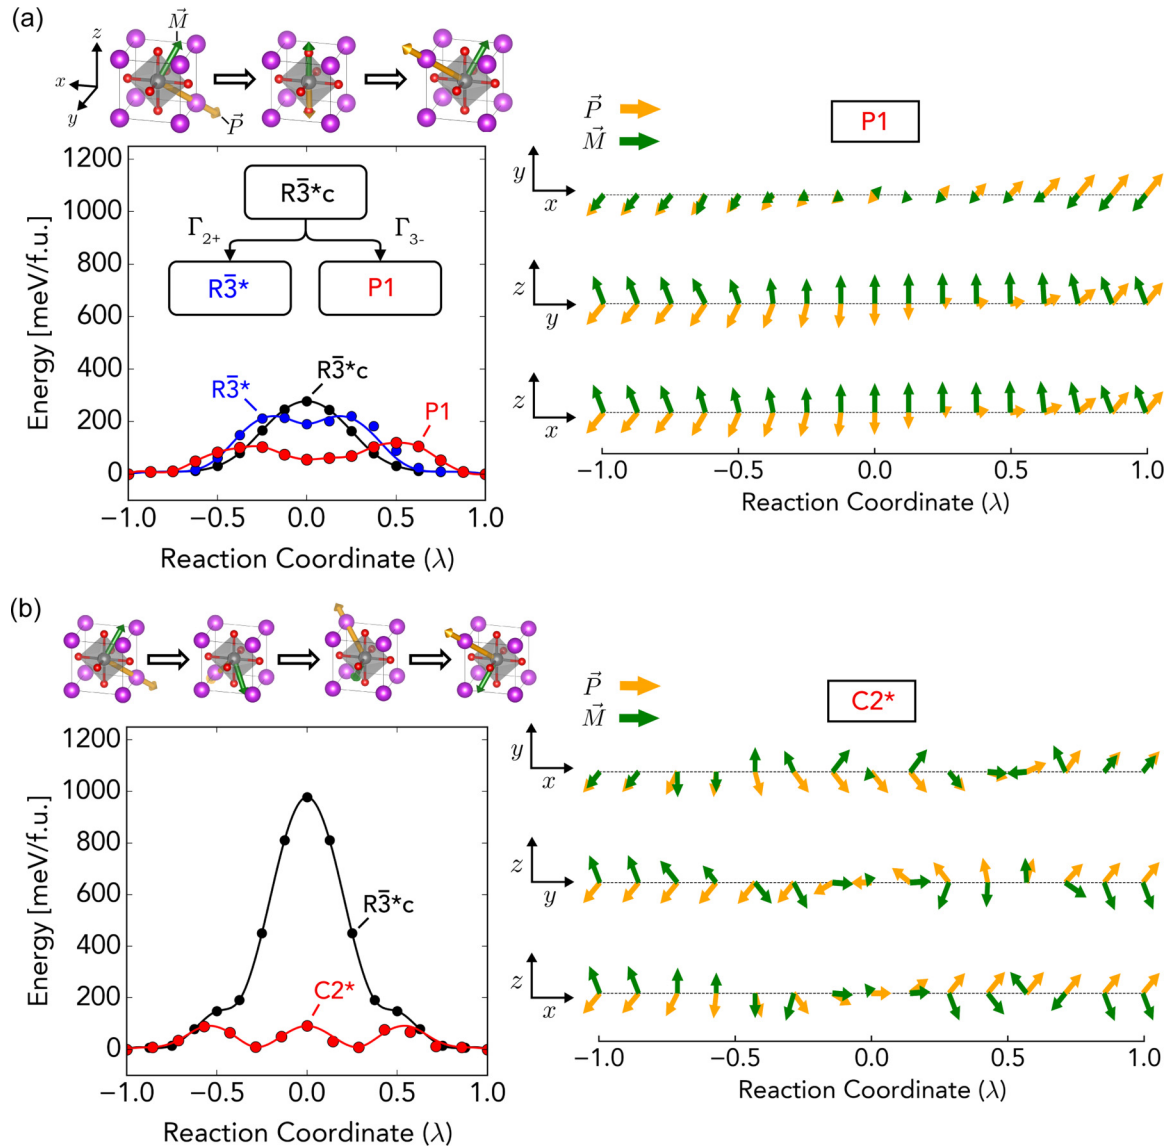 (a)
z
x
y
M⃗
P⃗
1200
1000
800
600
400
200
0
Energy [meV/f.u.]
R3̅*c
Γ2+
Γ3-
R3̅*
P1
R3̅*c
R3̅*
P1
−1.0 −0.5 0.0 0.5 1.0
Reaction Coordinate (λ)
P⃗
M⃗
P1
y
x
z
y
z
x
−1.0 −0.5 0.0 0.5 1.0
Reaction Coordinate (λ)
(b)
1200
1000
800
600
400
200
0
Energy [meV/f.u.]
R3̅*c
C2*
−1.0 −0.5 0.0 0.5 1.0
Reaction Coordinate (λ)
P⃗
M⃗
C2*
y
x
z
y
z
x
−1.0 −0.5 0.0 0.5 1.0
Reaction Coordinate (λ)